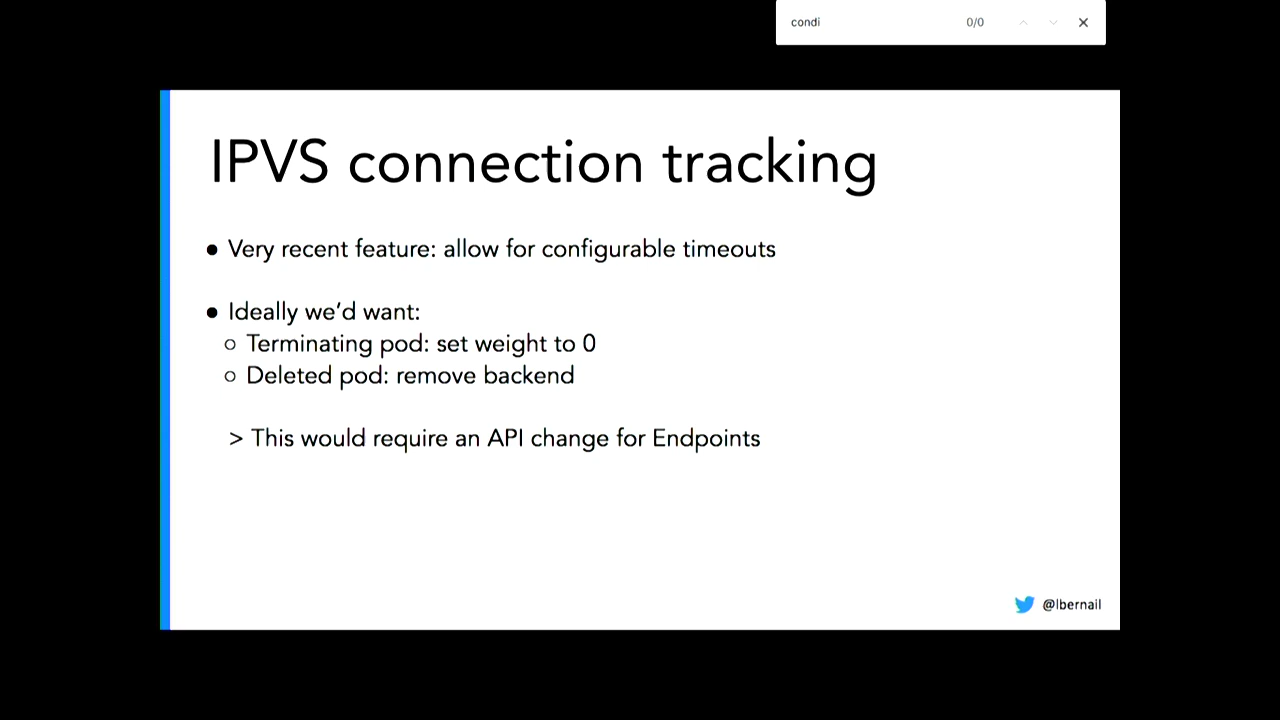 condi 0/0
IPVS connection tracking
● Very recent feature: allow for configurable timeouts
● Ideally we’d want:
○ Terminating pod: set weight to 0
○ Deleted pod: remove backend
> This would require an API change for Endpoints
@lbernail